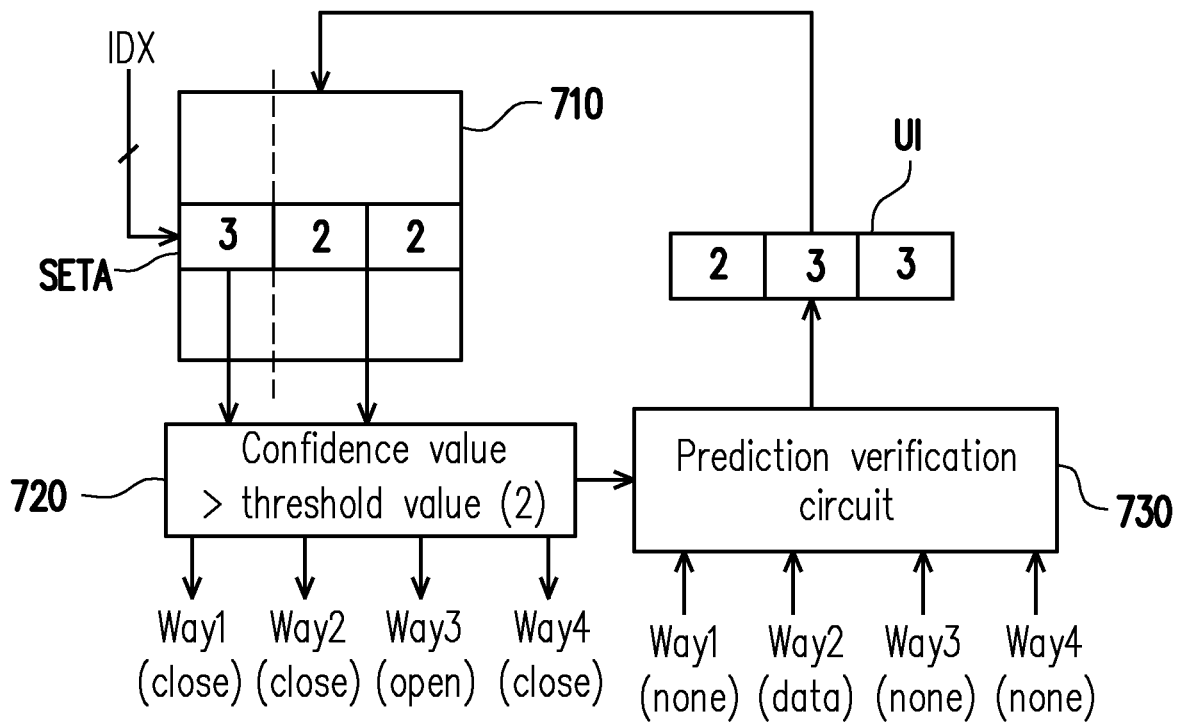 IDX
710
UI
3 2 2
2 3 3
SETA
Confidence value
> threshold value (2)
Prediction verification
circuit
720
730
Way1 Way2 Way3 Way4
(close) (close) (open) (close)
Way1 Way2 Way3 Way4
(none) (data) (none) (none)